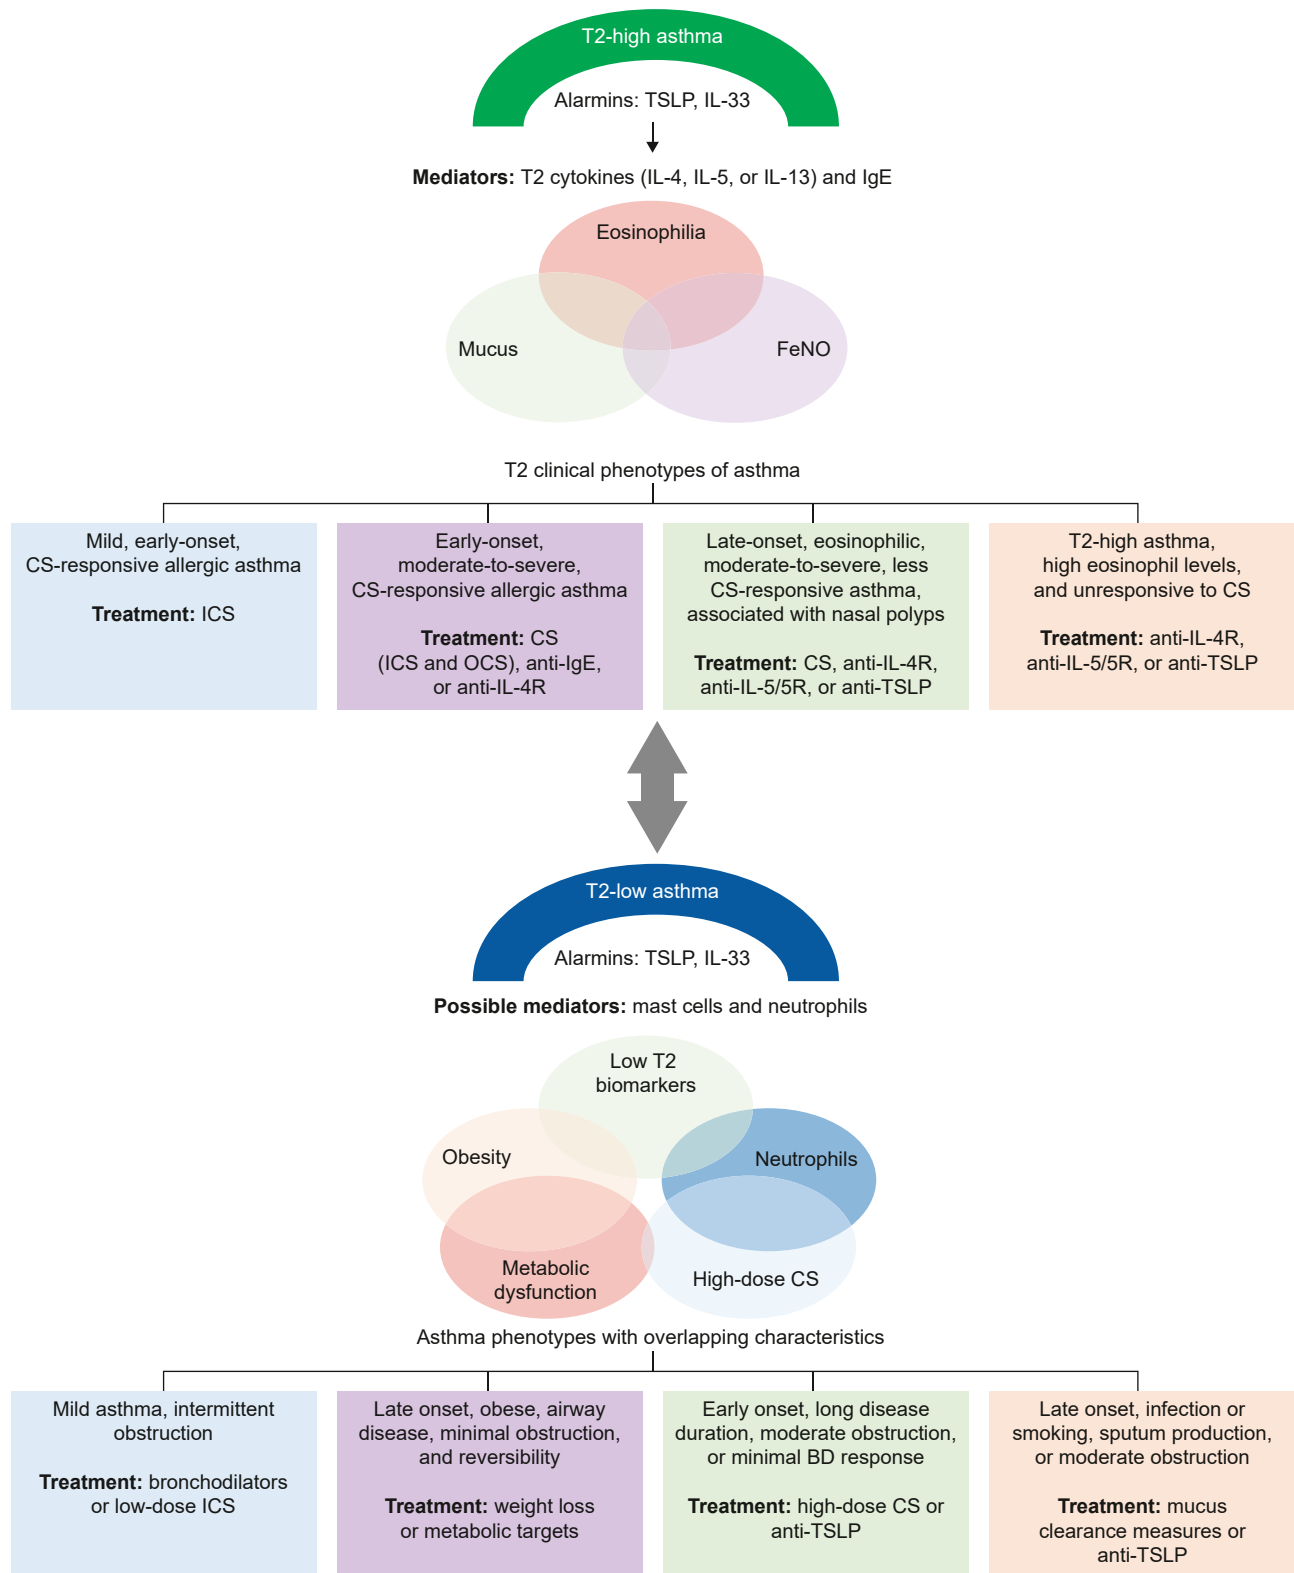 T2-high asthma
Alarmins: TSLP, IL-33
Mediators: T2 cytokines (IL-4, IL-5, or IL-13) and IgE
Eosinophilia
Mucus
FeNO
T2 clinical phenotypes of asthma
Mild, early-onset,
CS-responsive allergic asthma
Treatment: ICS
Early-onset,
moderate-to-severe,
CS-responsive allergic asthma
Treatment: CS
(ICS and OCS), anti-IgE,
or anti-IL-4R
Late-onset, eosinophilic,
moderate-to-severe, less
CS-responsive asthma,
associated with nasal polyps
Treatment: CS, anti-IL-4R,
anti-IL-5/5R, or anti-TSLP
T2-high asthma,
high eosinophil levels,
and unresponsive to CS
Treatment: anti-IL-4R,
anti-IL-5/5R, or anti-TSLP
T2-low asthma
Alarmins: TSLP, IL-33
Possible mediators: mast cells and neutrophils
Low T2
biomarkers
Obesity
Neutrophils
Metabolic
dysfunction
High-dose CS
Asthma phenotypes with overlapping characteristics
Mild asthma, intermittent
obstruction
Treatment: bronchodilators
or low-dose ICS
Late onset, obese, airway
disease, minimal obstruction,
and reversibility
Treatment: weight loss
or metabolic targets
Early onset, long disease
duration, moderate obstruction,
or minimal BD response
Treatment: high-dose CS or
anti-TSLP
Late onset, infection or
smoking, sputum production,
or moderate obstruction
Treatment: mucus
clearance measures or
anti-TSLP